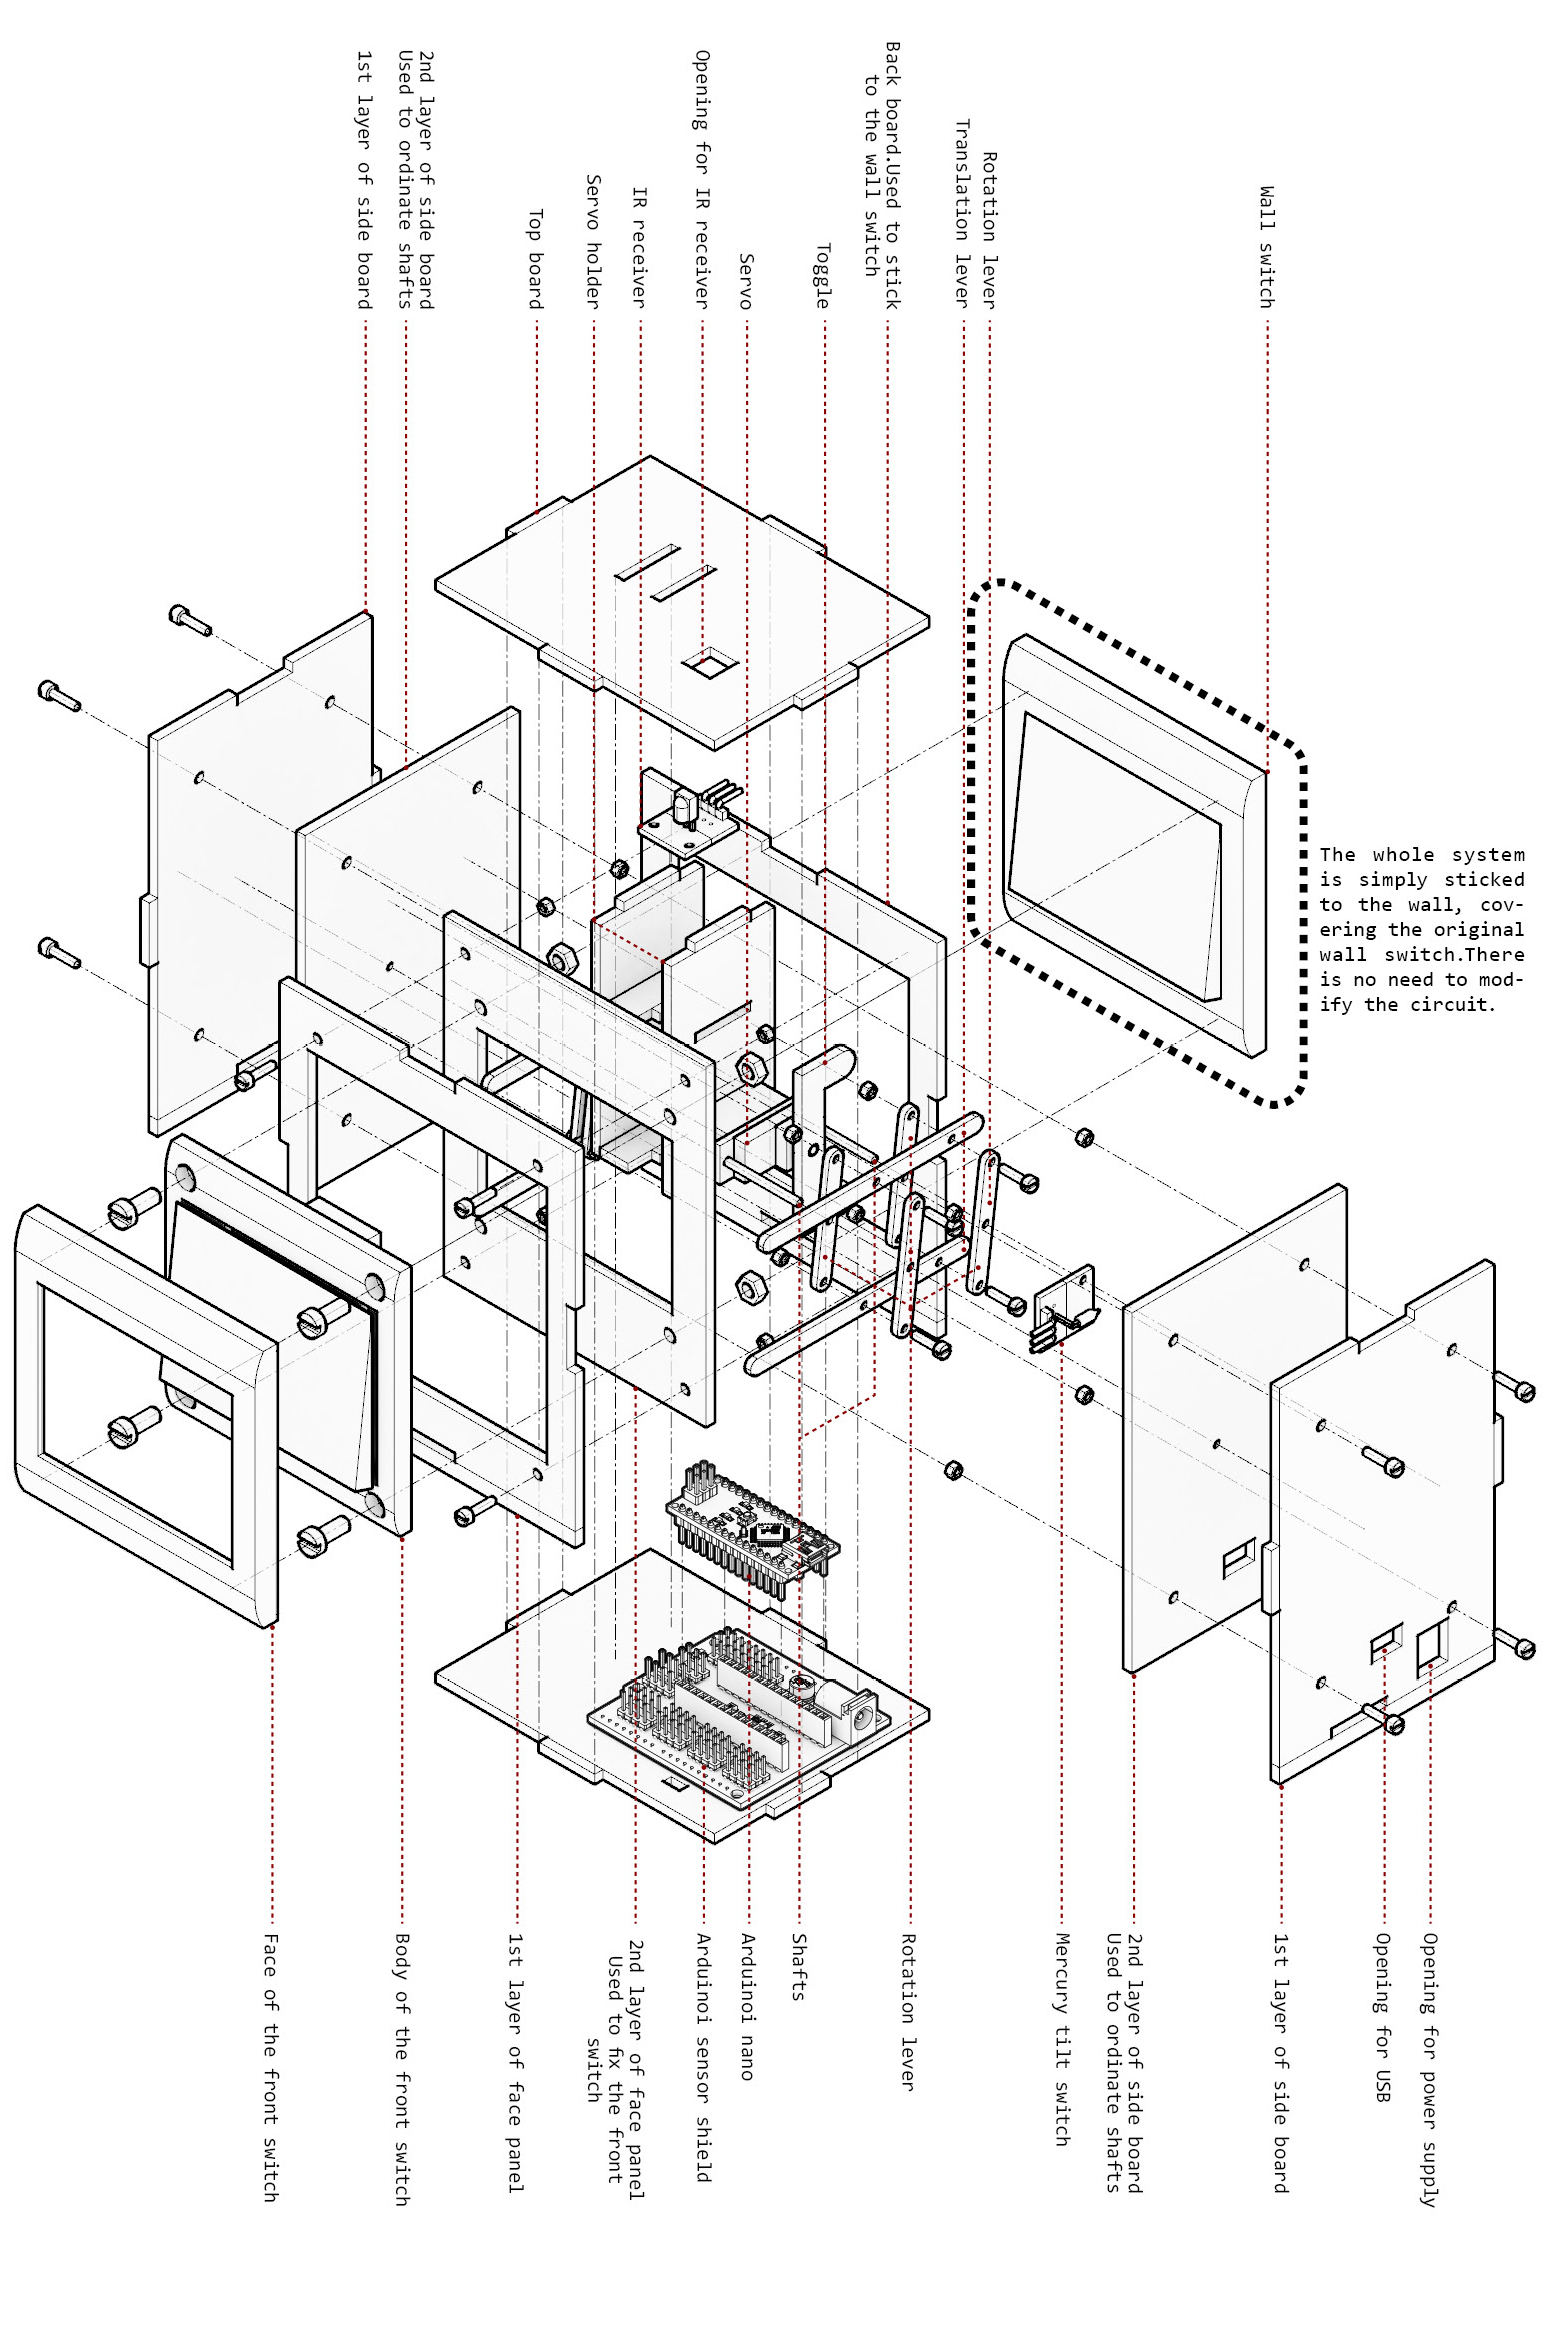 1st layer of side board
2nd layer of side board
Used to ordinate shafts
Top board
Servo holder
IR receiver
Opening for IR receiver
Servo
Toggle
Back board.Used to stick
to the wall switch
Translation lever
Rotation lever
Wall switch
The whole system
is simply sticked
to the wall, cov-
ering the original
wall switch.There
is no need to mod-
ify the circuit.
Face of the front switch
Body of the front switch
1st layer of face panel
2nd layer of face panel
Used to fix the front
switch
Arduinoi sensor shield
Arduinoi nano
Shafts
Rotation lever
Mercury tilt switch
2nd layer of side board
Used to ordinate shafts
1st layer of side board
Opening for USB
Opening for power supply